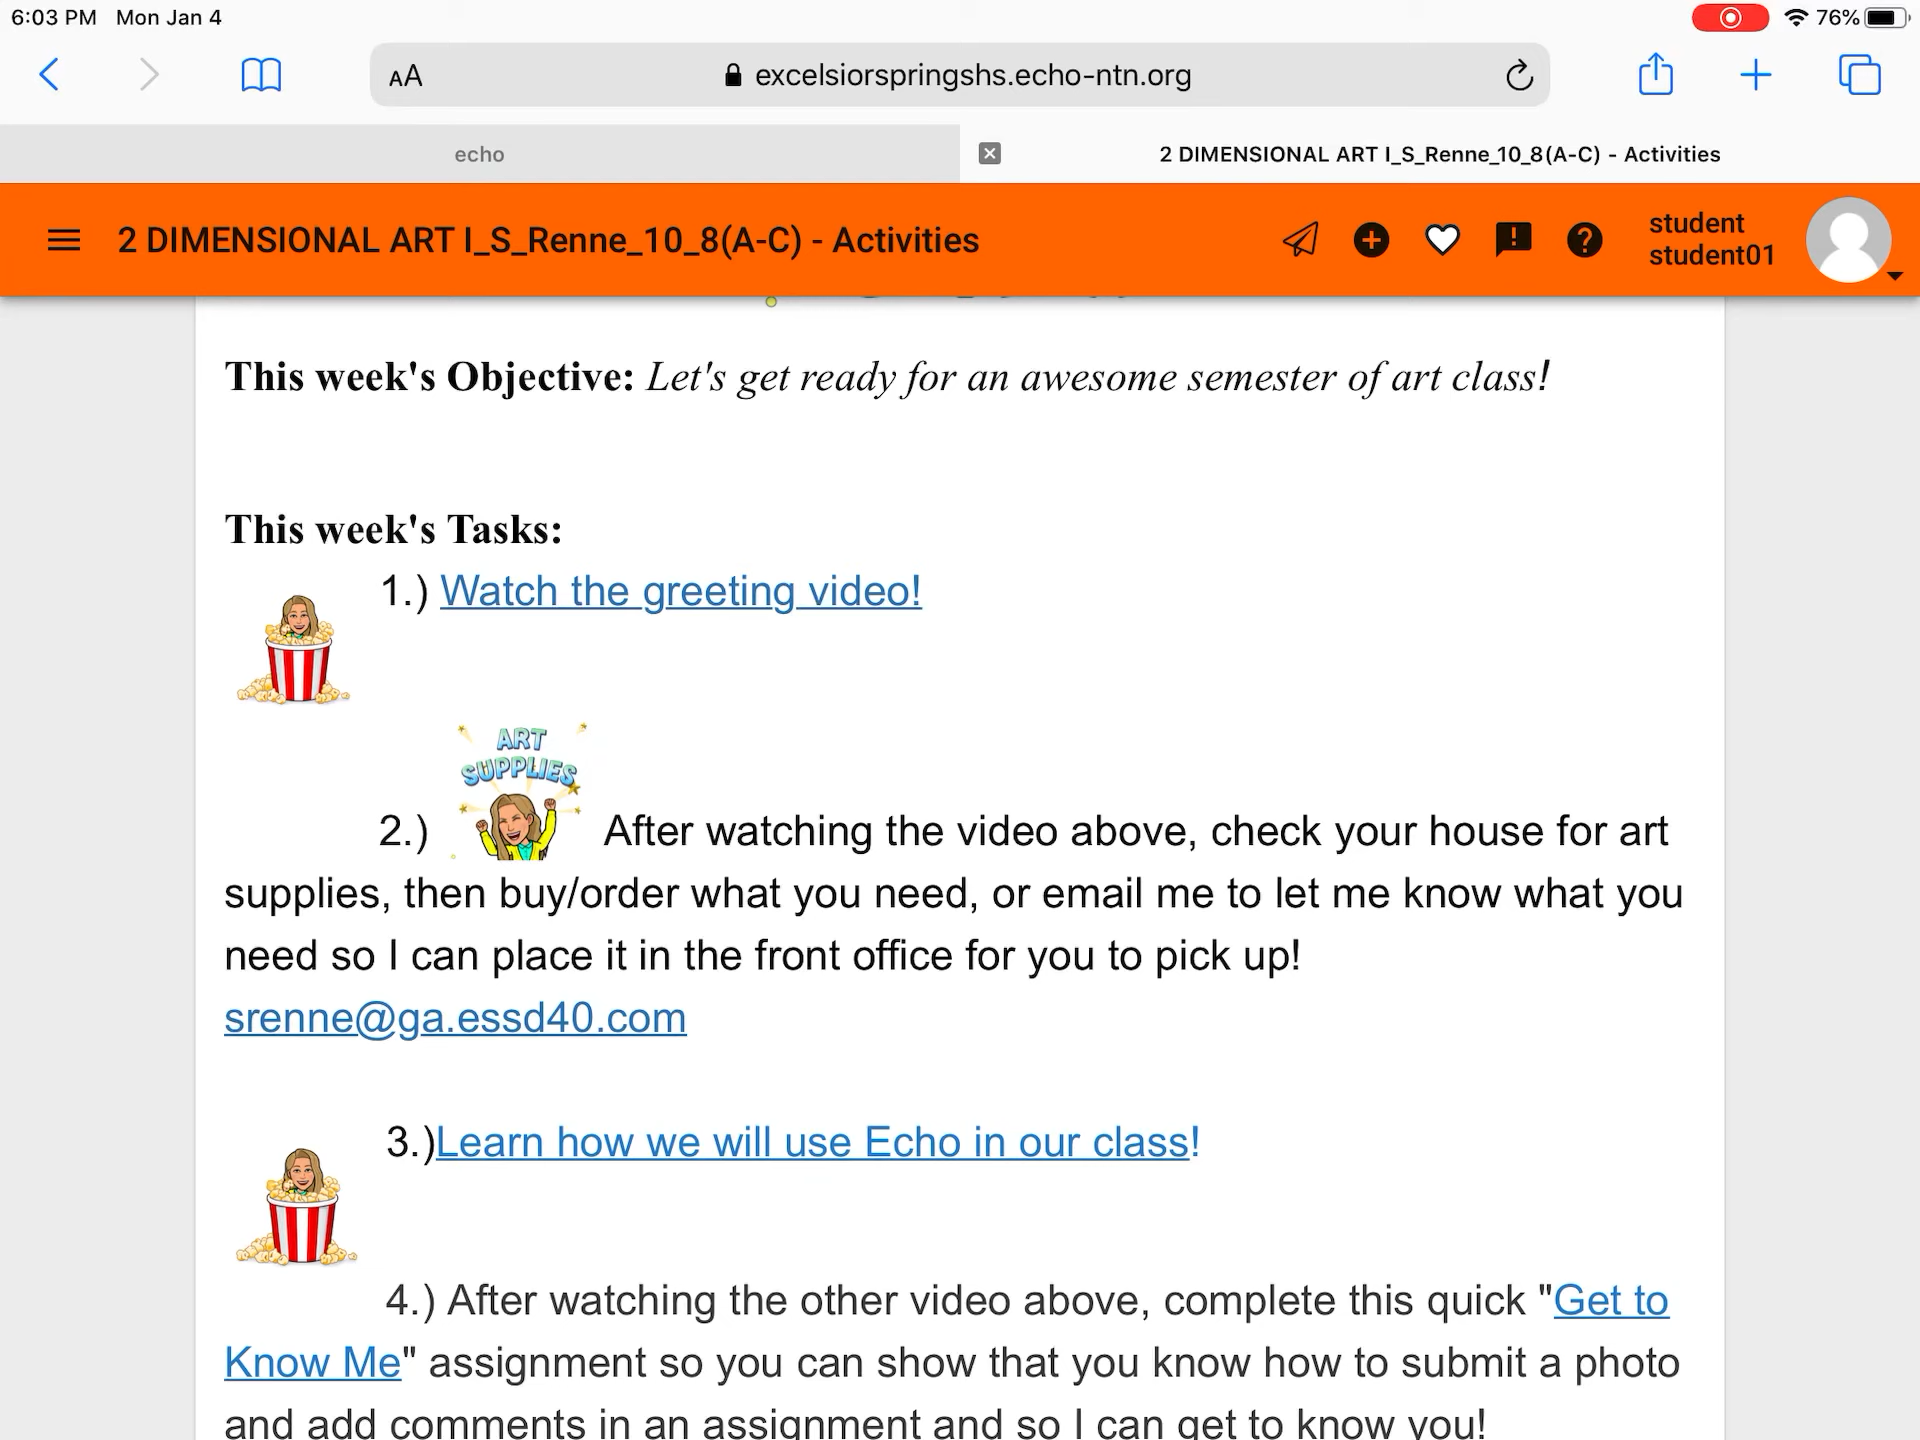 6:03 PM Mon Jan 4
76%
AA
excelsiorspringshs.echo-ntn.org
echo
2 DIMENSIONAL ART I_S_Renne_10_8(A-C) - Activities
2 DIMENSIONAL ART I_S_Renne_10_8(A-C) - Activities
student
student01
This week's Objective: Let's get ready for an awesome semester of art class!
This week's Tasks:
1.) Watch the greeting video!
ART
SUPPLIES
2.) After watching the video above, check your house for art
supplies, then buy/order what you need, or email me to let me know what you
need so I can place it in the front office for you to pick up!
srenne@ga.essd40.com
3.)Learn how we will use Echo in our class!
4.) After watching the other video above, complete this quick "Get to
Know Me" assignment so you can show that you know how to submit a photo
and add comments in an assignment and so I can get to know you!